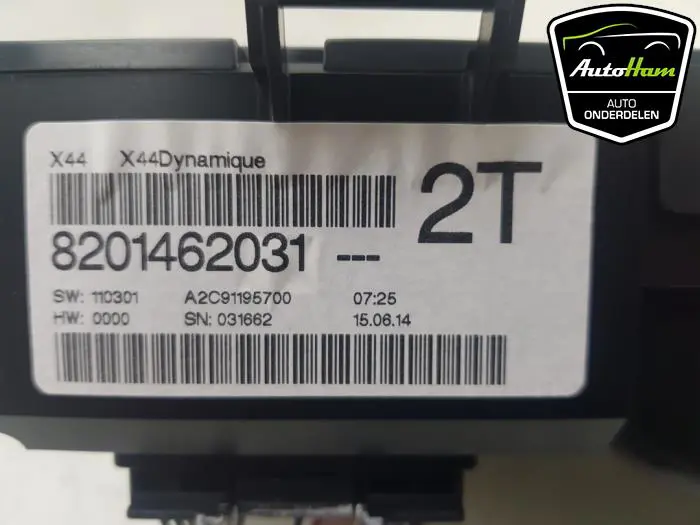 AutoHam
AUTO
ONDERDELEN
X44 X44Dynamique
2T
8201462031 ---
SW: 110301 A2C91195700 07:25
HW: 0000 SN: 031662 15.06.14